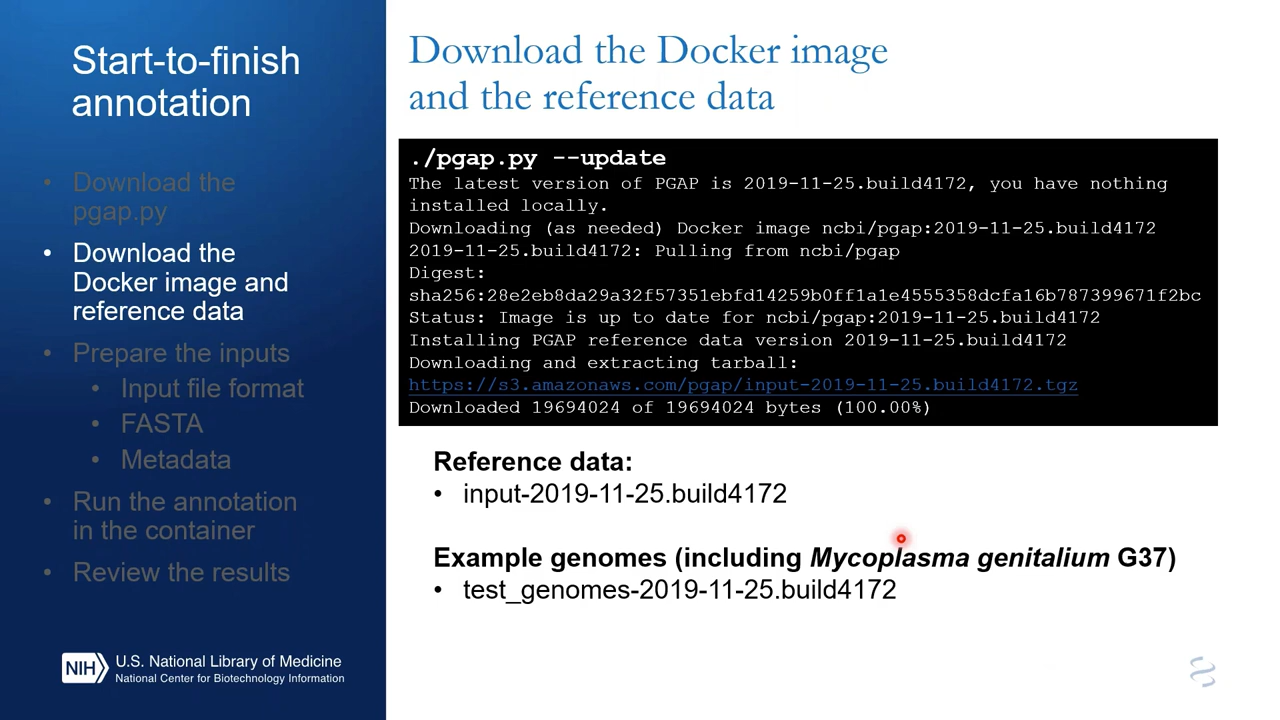 Start-to-finish
annotation
• Download the
pgap.py
• Download the
Docker image and
reference data
• Prepare the inputs
• Input file format
• FASTA
• Metadata
• Run the annotation
in the container
• Review the results
NIH U.S. National Library of Medicine
National Center for Biotechnology Information
Download the Docker image
and the reference data
./pgap.py --update
The latest version of PGAP is 2019-11-25.build4172, you have nothing
installed locally.
Downloading (as needed) Docker image ncbi/pgap:2019-11-25.build4172
2019-11-25.build4172: Pulling from ncbi/pgap
Digest:
sha256:28e2eb8da29a32f57351ebfd14259b0ff1a1e4555358dcfa16b787399671f2bc
Status: Image is up to date for ncbi/pgap:2019-11-25.build4172
Installing PGAP reference data version 2019-11-25.build4172
Downloading and extracting tarball:
https://s3.amazonaws.com/pgap/input-2019-11-25.build4172.tgz
Downloaded 19694024 of 19694024 bytes (100.00%)
Reference data:
• input-2019-11-25.build4172
Example genomes (including Mycoplasma genitalium G37)
• test_genomes-2019-11-25.build4172